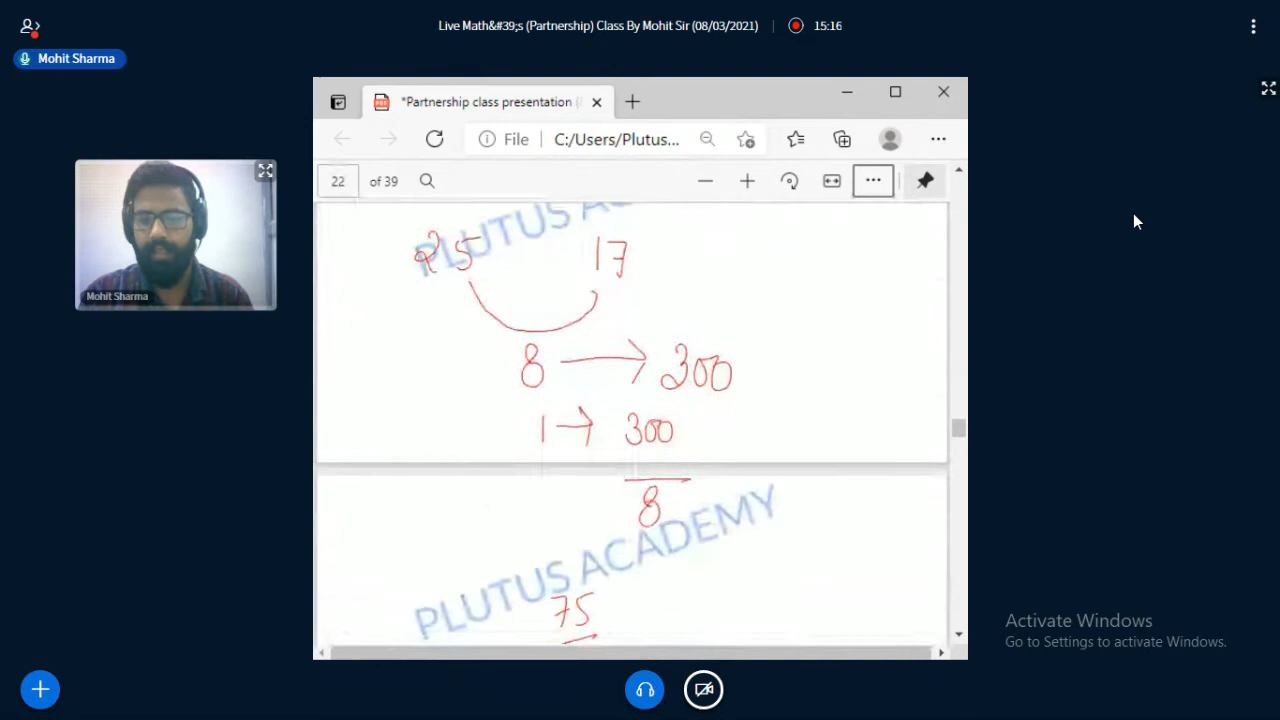 Live Math&#39;s (Partnership) Class By Mohit Sir (08/03/2021) 15:16
Mohit Sharma
*Partnership class presentation (
File C:/Users/Plutus...
22 of 39
PLUTUS A
25 17
8 → 300
1 → 300
8
PLUTUS ACADEMY
75
Mohit Sharma
Activate Windows
Go to Settings to activate Windows.